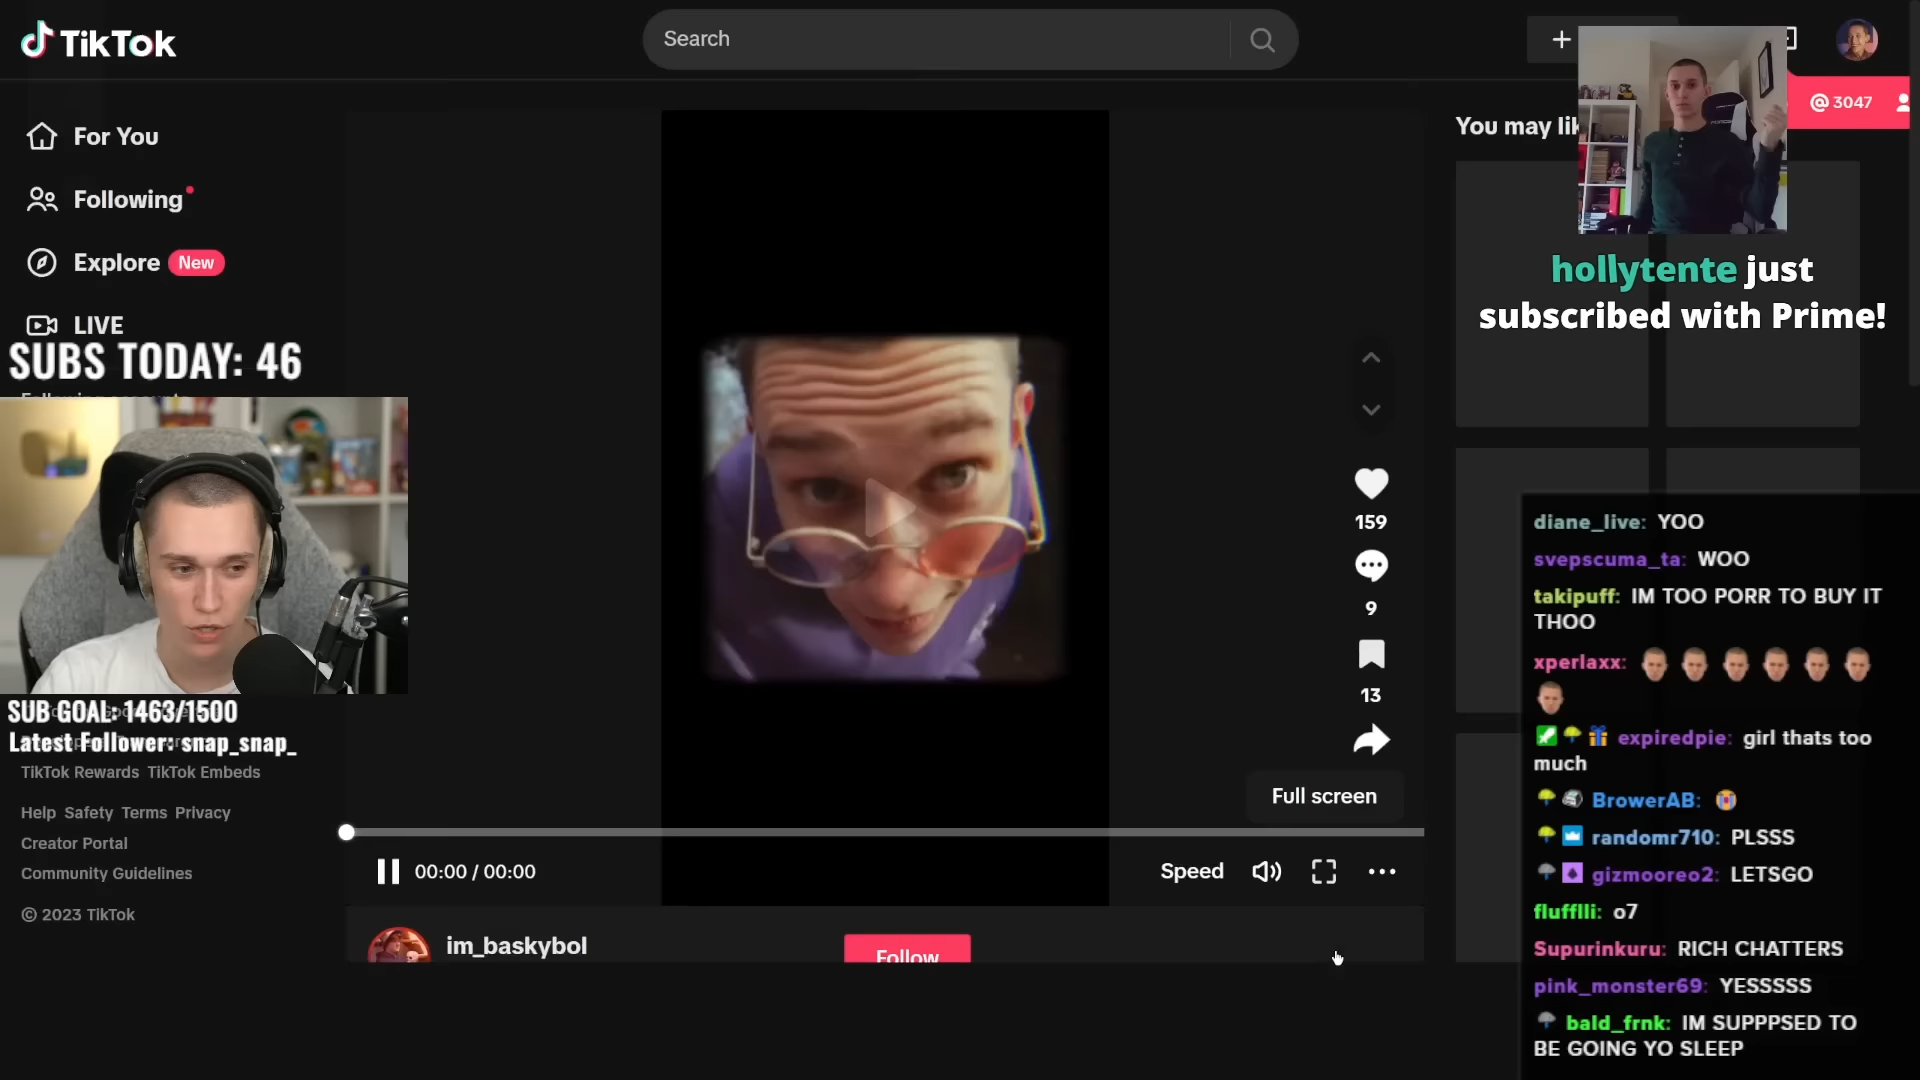 TikTok
Search
@ 3047
For You
Following
Explore New
LIVE
SUBS TODAY: 46
SUB GOAL: 1463/1500
Latest Follower: snap_snap_
TikTok Rewards TikTok Embeds
Help Safety Terms Privacy
Creator Portal
Community Guidelines
© 2023 TikTok
159
9
13
Full screen
00:00 / 00:00
Speed
im_baskybol
Follow
You may lik
hollytente just
subscribed with Prime!
diane_live: YOO
svepscuma_ta: WOO
takipuff: IM TOO PORR TO BUY IT
THOO
xperlaxx:
expiredpie: girl thats too
much
BrowerAB:
randomr710: PLSSS
gizmooreo2: LETSGO
flufflli: o7
Supurinkuru: RICH CHATTERS
pink_monster69: YESSSSS
bald_frnk: IM SUPPPSED TO
BE GOING YO SLEEP